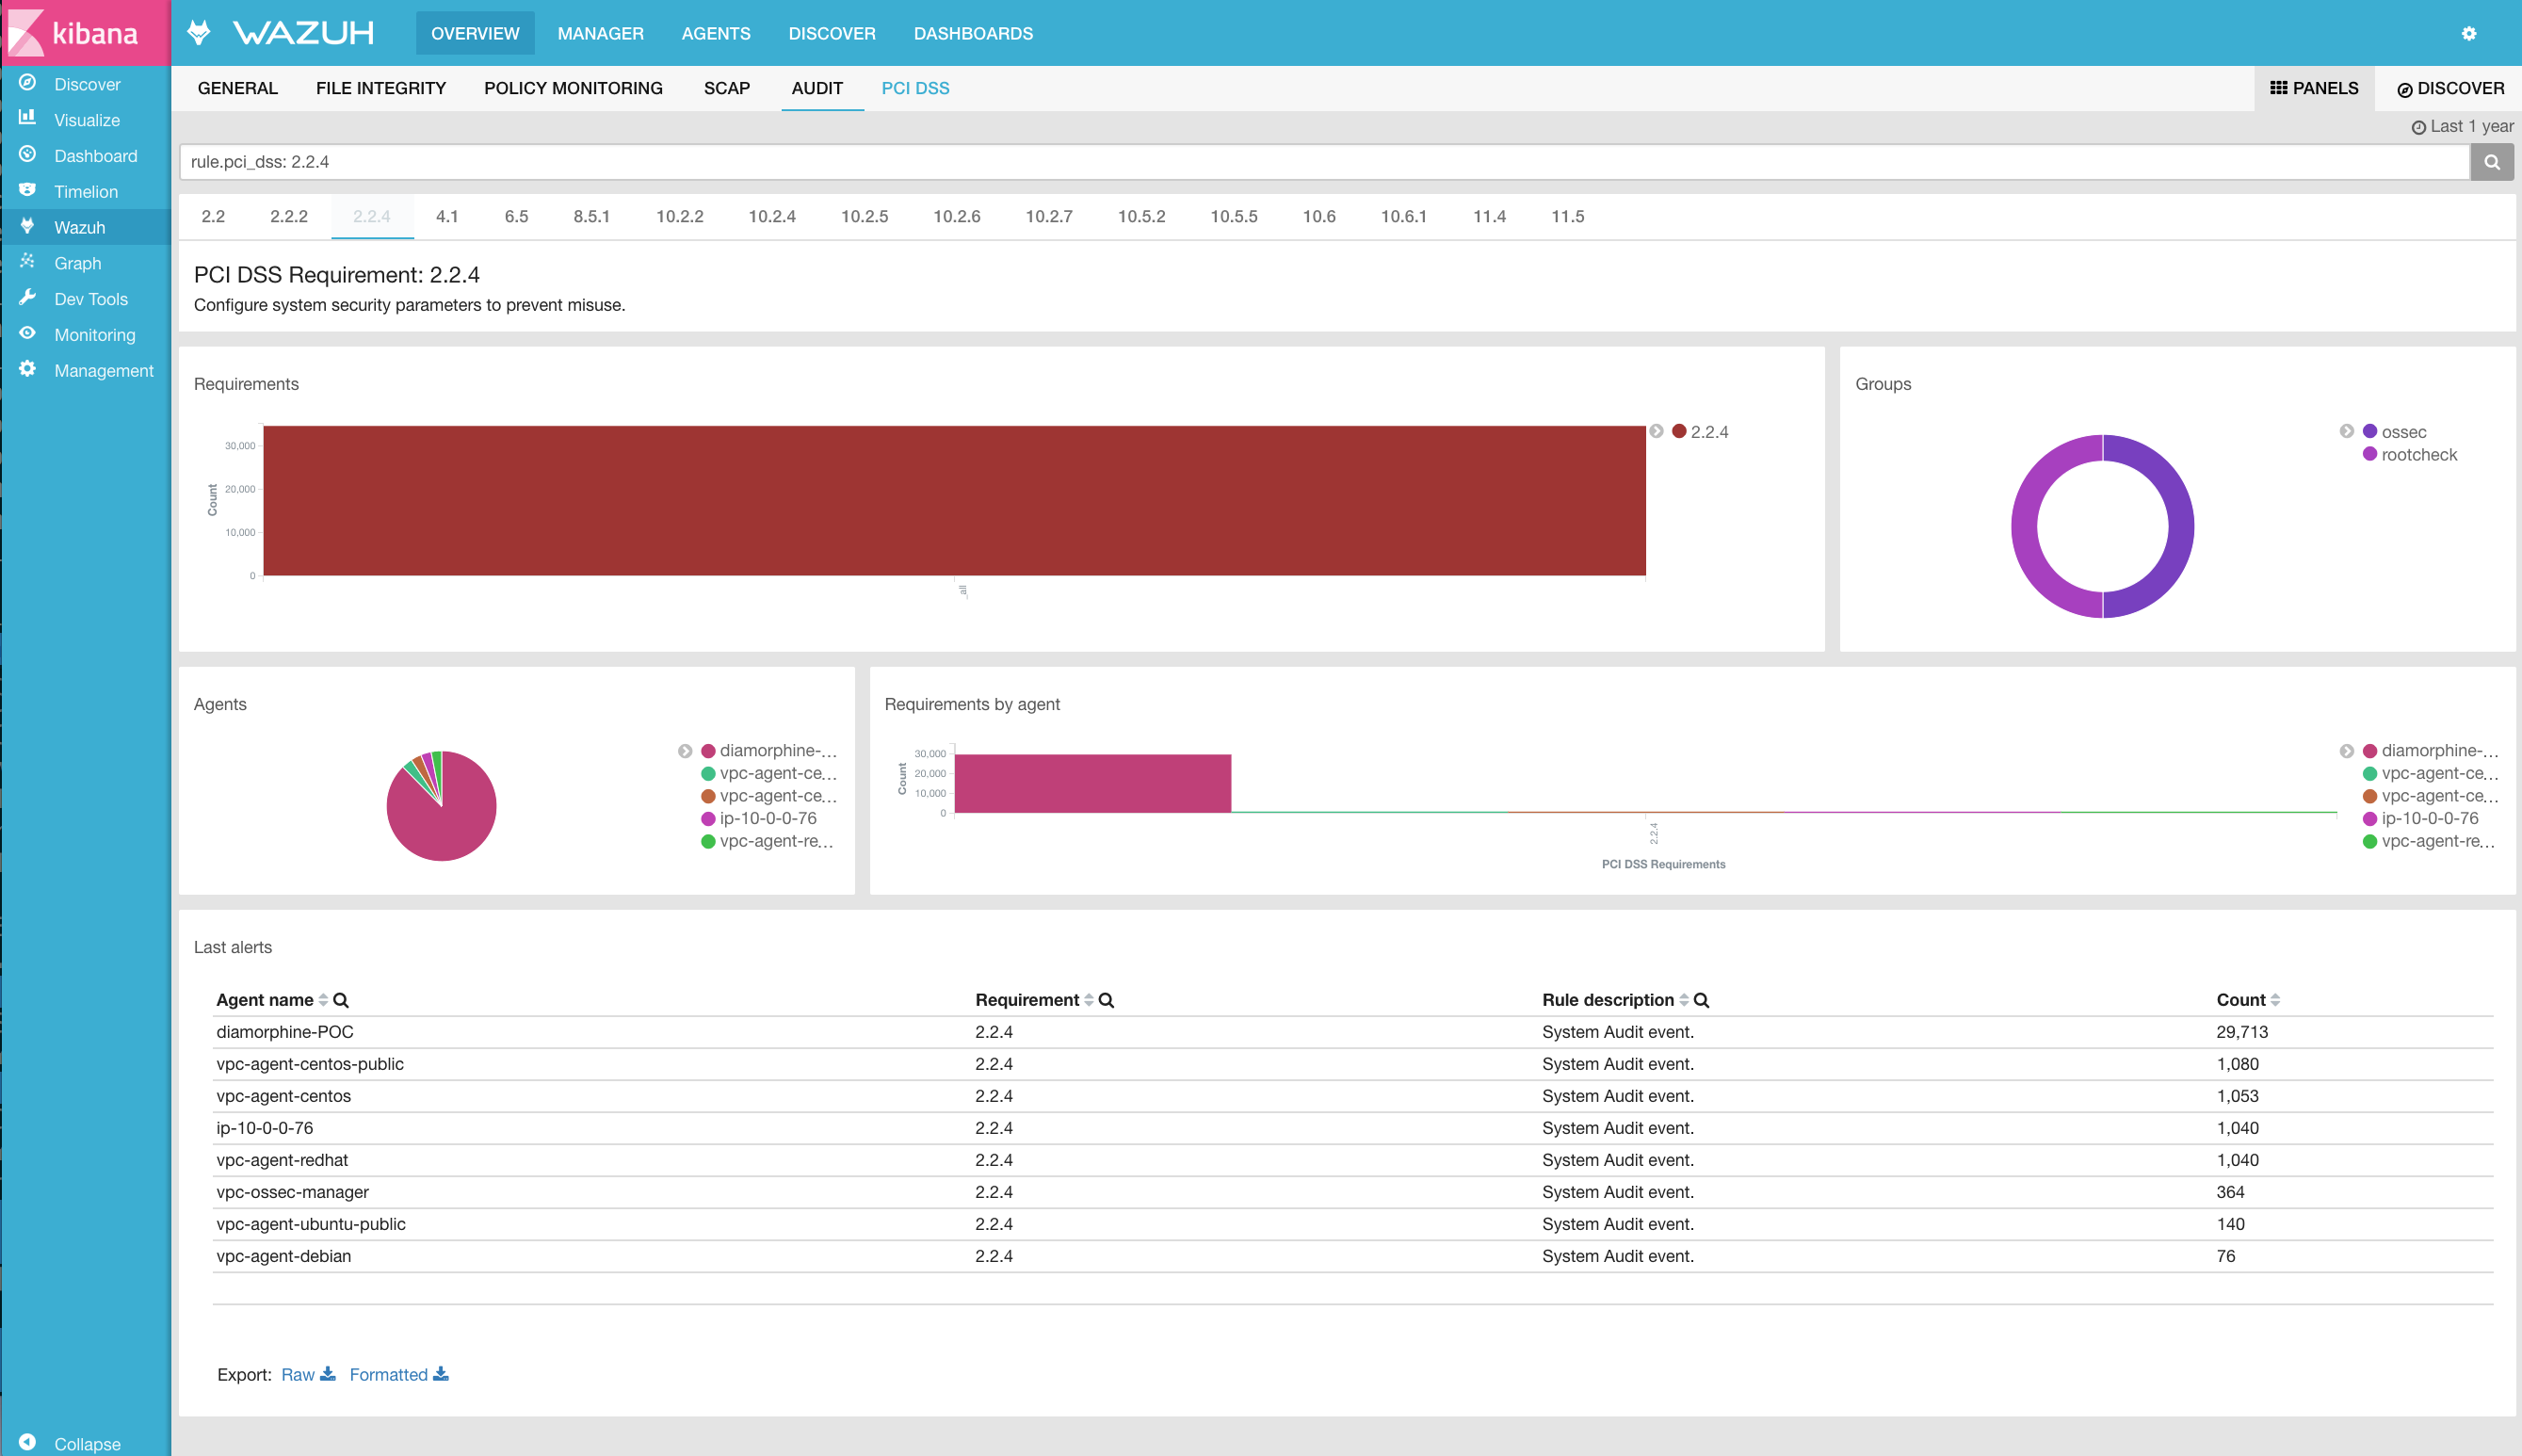 kibana
Discover
Visualize
Dashboard
Timelion
Wazuh
Graph
Dev Tools
Monitoring
Management
Collapse
WAZUH OVERVIEW MANAGER AGENTS DISCOVER DASHBOARDS
GENERAL FILE INTEGRITY POLICY MONITORING SCAP AUDIT PCI DSS PANELS DISCOVER
Last 1 year
rule.pci_dss: 2.2.4
2.2 2.2.2 2.2.4 4.1 6.5 8.5.1 10.2.2 10.2.4 10.2.5 10.2.6 10.2.7 10.5.2 10.5.5 10.6 10.6.1 11.4 11.5
PCI DSS Requirement: 2.2.4
Configure system security parameters to prevent misuse.
Requirements
30,000
20,000
10,000
0
Count
_all
2.2.4
Groups
ossec
rootcheck
Agents
diamorphine-...
vpc-agent-ce...
vpc-agent-ce...
ip-10-0-0-76
vpc-agent-re...
Requirements by agent
30,000
20,000
10,000
0
Count
2.2.4
PCI DSS Requirements
diamorphine-...
vpc-agent-ce...
vpc-agent-ce...
ip-10-0-0-76
vpc-agent-re...
Last alerts
Agent name Requirement Rule description Count
diamorphine-POC 2.2.4 System Audit event. 29,713
vpc-agent-centos-public 2.2.4 System Audit event. 1,080
vpc-agent-centos 2.2.4 System Audit event. 1,053
ip-10-0-0-76 2.2.4 System Audit event. 1,040
vpc-agent-redhat 2.2.4 System Audit event. 1,040
vpc-ossec-manager 2.2.4 System Audit event. 364
vpc-agent-ubuntu-public 2.2.4 System Audit event. 140
vpc-agent-debian 2.2.4 System Audit event. 76
Export: Raw Formatted